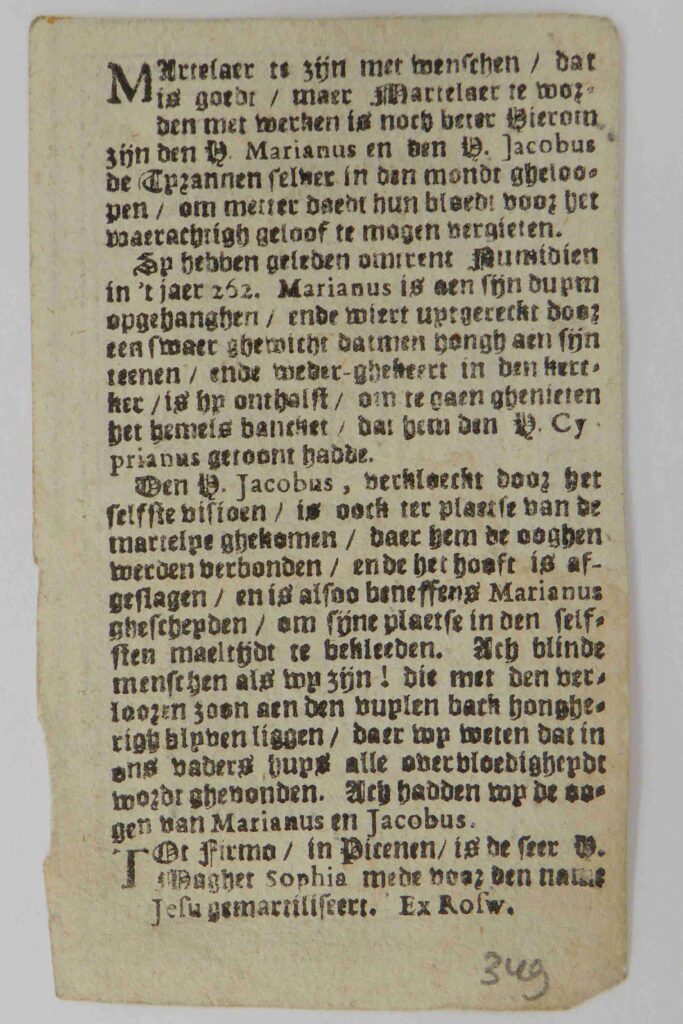 MArtelaer te zijn met wenschen / dat
is goedt / maer Martelaer te wor-
den met werken is noch beter Hierom
zijn den H. Marianus en den H. Jacobus
de Tyrannen selver in den mondt gheloo-
pen / om metter daedt hun bloedt voor het
waerachtigh geloof te mogen vergieten.
Sy hebben geleden omtrent Numidien
in 't jaer 262. Marianus is aen sijn duym
opgehanghen / ende wiert uytgereckt door
een swaer ghewicht datmen hongh aen sijn
teenen / ende weder-ghekeert in den kerc-
ker / is hy onthalst / om te gaen ghenieten
het hemels bancket / dat hem den H. Cy
prianus getoont hadde.
Den H. Jacobus, verkloeckt door het
selfste visioen / is oock ter plaetse van de
martelye ghekomen / daer hem de ooghen
werden verbonden / ende het hooft is af-
geslagen / en is alsoo beneffens Marianus
ghescheyden / om sijne plaetse in den self-
sten maeltijdt te bekleeden. Ach blinde
menschen als wy zijn ! die met den ver-
loozen zoon aen den vuylen back honghe-
righ blyven liggen / daer wy weten dat in
ons vaders huys alle overvloedigheydt
wordt ghevonden. Ach hadden wy de oo-
gen van Marianus en Jacobus.
TOt Firmo / in Picenen / is de seer H.
Maghet Sophia mede voor den name
Jesu gemartiliseert. Ex Rosw.
349